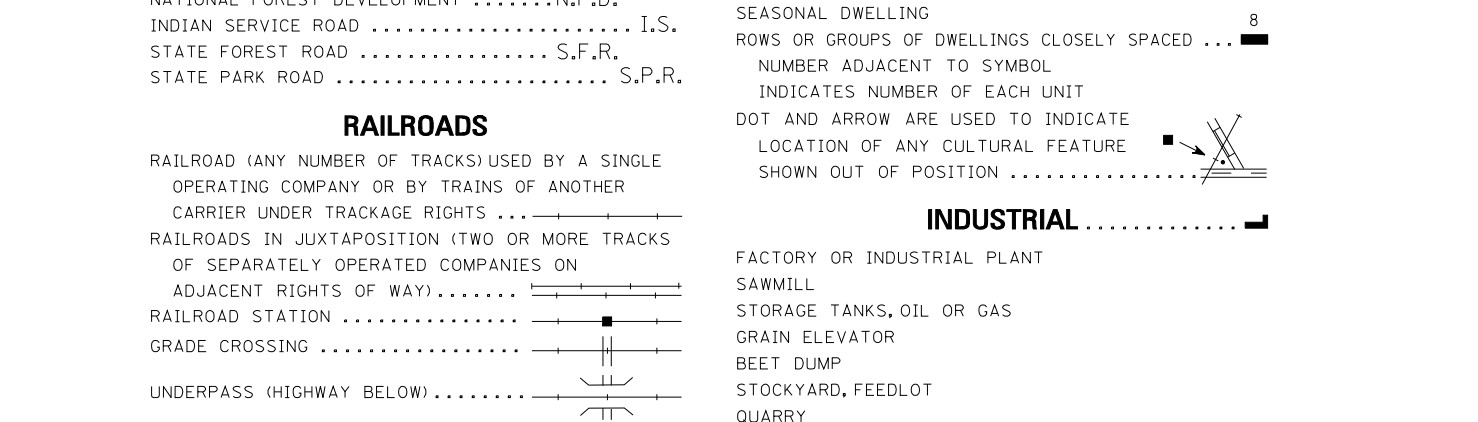 NATIONAL FOREST DEVELOPMENT .......N.F.D.
INDIAN SERVICE ROAD ...................... I.S.
STATE FOREST ROAD ................ S.F.R.
STATE PARK ROAD ....................... S.P.R.
RAILROADS
RAILROAD (ANY NUMBER OF TRACKS) USED BY A SINGLE
OPERATING COMPANY OR BY TRAINS OF ANOTHER
CARRIER UNDER TRACKAGE RIGHTS ...
RAILROADS IN JUXTAPOSITION (TWO OR MORE TRACKS
OF SEPARATELY OPERATED COMPANIES ON
ADJACENT RIGHTS OF WAY).......
RAILROAD STATION ...............
GRADE CROSSING .................
UNDERPASS (HIGHWAY BELOW)........
SEASONAL DWELLING
8
ROWS OR GROUPS OF DWELLINGS CLOSELY SPACED ...
NUMBER ADJACENT TO SYMBOL
INDICATES NUMBER OF EACH UNIT
DOT AND ARROW ARE USED TO INDICATE
LOCATION OF ANY CULTURAL FEATURE
SHOWN OUT OF POSITION ................
INDUSTRIAL .............
FACTORY OR INDUSTRIAL PLANT
SAWMILL
STORAGE TANKS, OIL OR GAS
GRAIN ELEVATOR
BEET DUMP
STOCKYARD, FEEDLOT
QUARRY